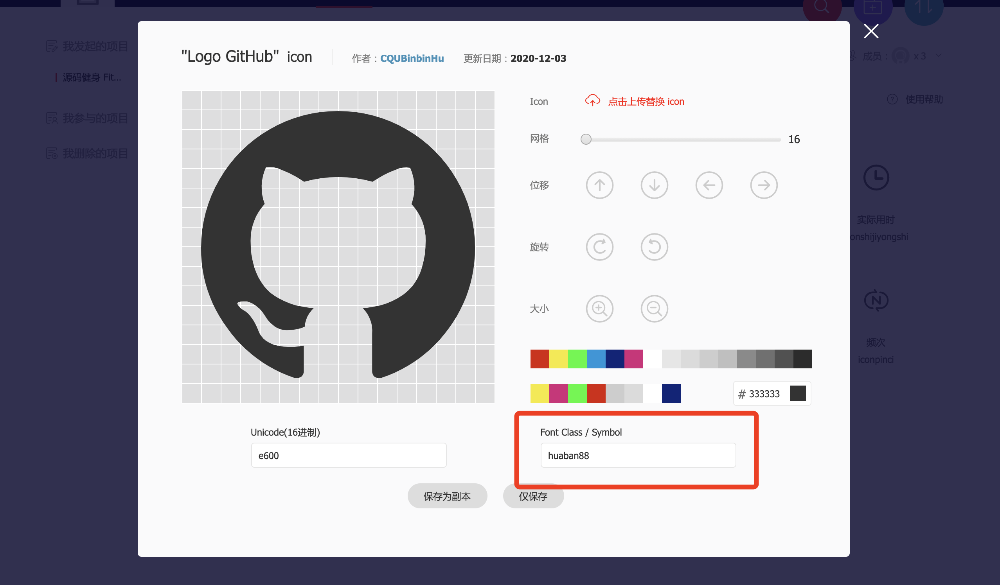 我发起的项目
源码健身 Fit...
我参与的项目
我删除的项目
"Logo GitHub" icon
作者：CQUBinbinHu
更新日期：2020-12-03
成员：
x 3
使用帮助
Icon
点击上传替换 icon
网格
16
位移
旋转
大小
# 333333
Unicode(16进制)
e600
Font Class / Symbol
huaban88
保存为副本
仅保存
实际用时
onshijiyongshi
频次
iconpinci